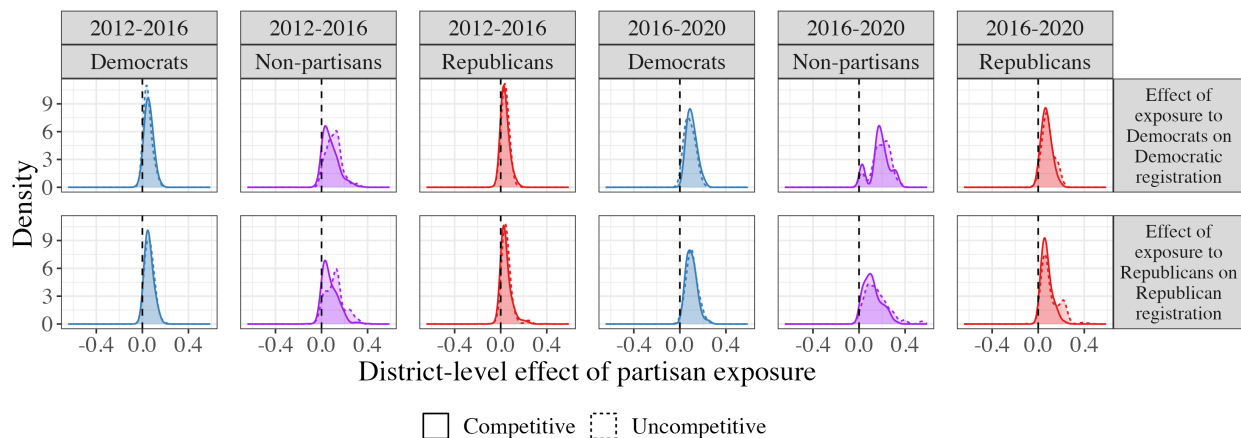 2012-2016
2012-2016
2012-2016
2016-2020
2016-2020
2016-2020
Democrats
Non-partisans
Republicans
Democrats
Non-partisans
Republicans
Density
9
6
3
0
Effect of
exposure to
Democrats on
Democratic
registration
9
6
3
0
Effect of
exposure to
Republicans on
Republican
registration
-0.4 0.0 0.4
-0.4 0.0 0.4
-0.4 0.0 0.4
-0.4 0.0 0.4
-0.4 0.0 0.4
-0.4 0.0 0.4
District-level effect of partisan exposure
Competitive
Uncompetitive